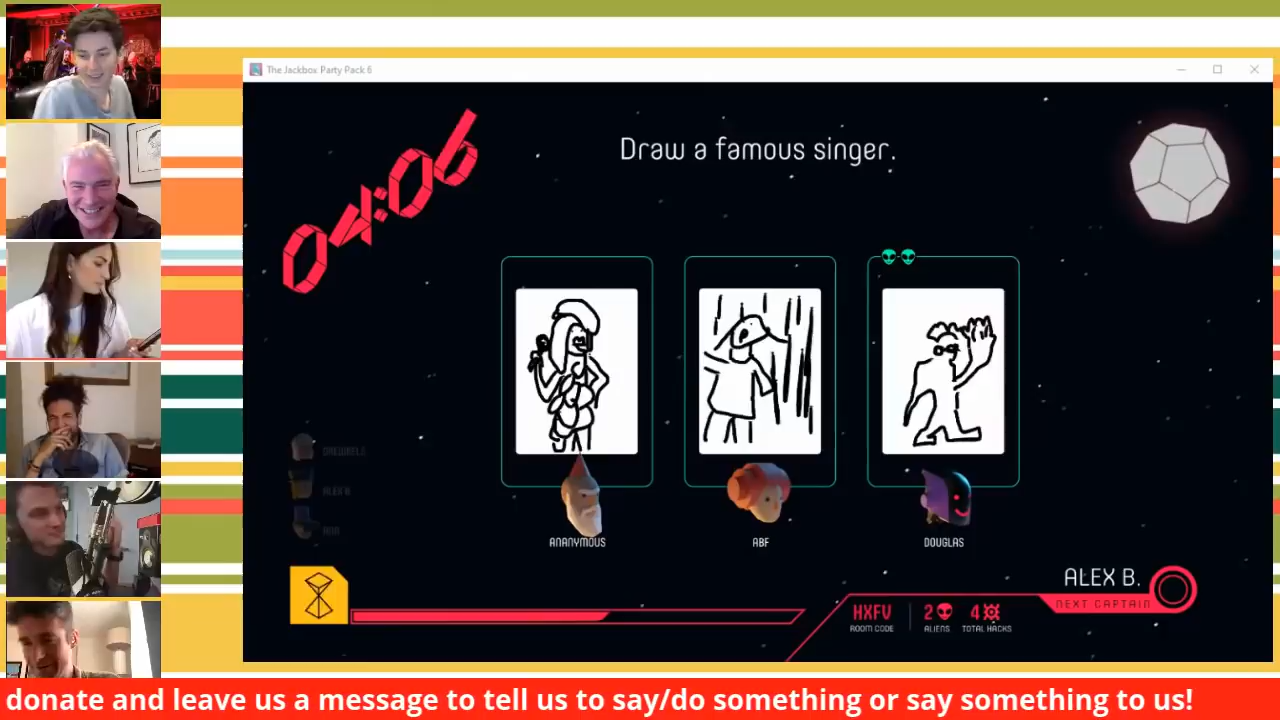 The Jackbox Party Pack 6
04:06
Draw a famous singer.
ANANYMOUS
ABF
DOUGLAS
ALEX B.
NEXT CAPTAIN
HXFV
ROOM CODE
2
ALIENS
4
TOTAL HACKS
donate and leave us a message to tell us to say/do something or say something to us!